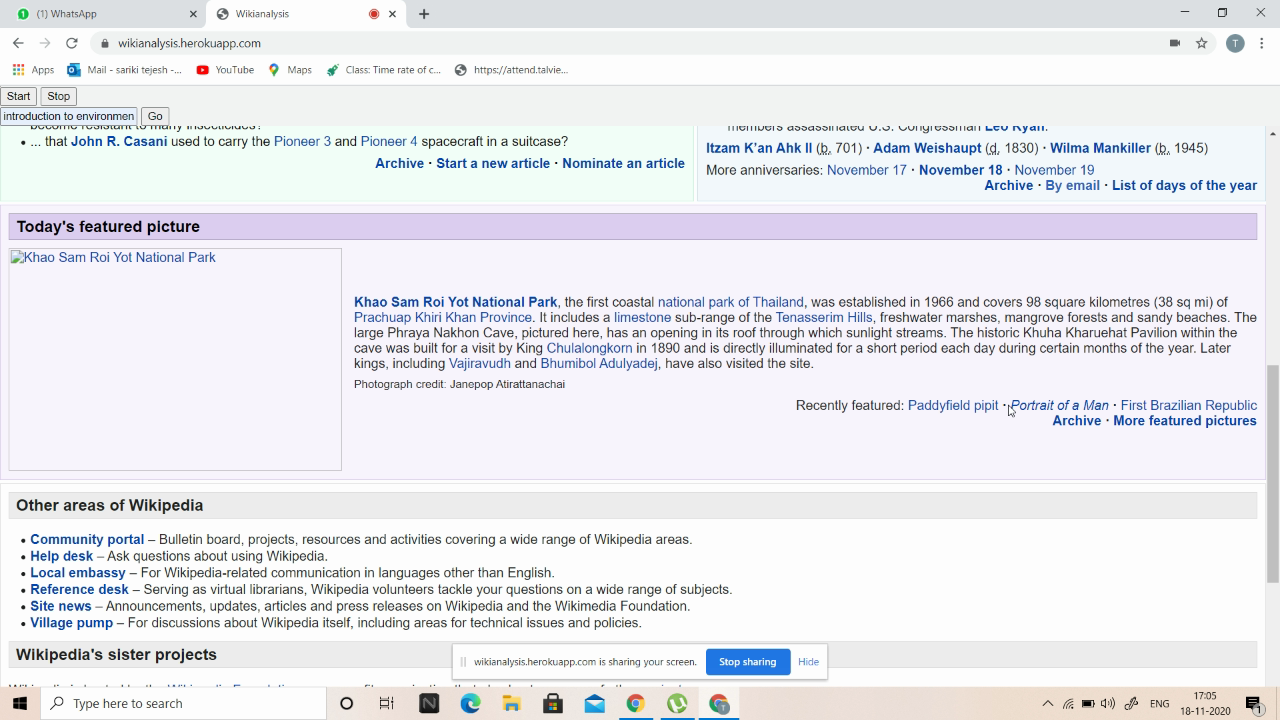 (1) WhatsApp
Wikianalysis
wikianalysis.herokuapp.com
T
Apps
Mail - sariki tejesh -...
YouTube
Maps
Class: Time rate of c...
https://attend.talvie...
Start Stop
introduction to environmen Go
become resistant to many insecticides?
... that John R. Casani used to carry the Pioneer 3 and Pioneer 4 spacecraft in a suitcase?
Archive · Start a new article · Nominate an article
members assassinated U.S. Congressman Leo Ryan.
Itzam Kʼan Ahk II (b. 701) · Adam Weishaupt (d. 1830) · Wilma Mankiller (b. 1945)
More anniversaries: November 17 · November 18 · November 19
Archive · By email · List of days of the year
Today's featured picture
Khao Sam Roi Yot National Park
Khao Sam Roi Yot National Park, the first coastal national park of Thailand, was established in 1966 and covers 98 square kilometres (38 sq mi) of
Prachuap Khiri Khan Province. It includes a limestone sub-range of the Tenasserim Hills, freshwater marshes, mangrove forests and sandy beaches. The
large Phraya Nakhon Cave, pictured here, has an opening in its roof through which sunlight streams. The historic Khuha Kharuehat Pavilion within the
cave was built for a visit by King Chulalongkorn in 1890 and is directly illuminated for a short period each day during certain months of the year. Later
kings, including Vajiravudh and Bhumibol Adulyadej, have also visited the site.
Photograph credit: Janepop Atirattanachai
Recently featured: Paddyfield pipit · Portrait of a Man · First Brazilian Republic
Archive · More featured pictures
Other areas of Wikipedia
Community portal – Bulletin board, projects, resources and activities covering a wide range of Wikipedia areas.
Help desk – Ask questions about using Wikipedia.
Local embassy – For Wikipedia-related communication in languages other than English.
Reference desk – Serving as virtual librarians, Wikipedia volunteers tackle your questions on a wide range of subjects.
Site news – Announcements, updates, articles and press releases on Wikipedia and the Wikimedia Foundation.
Village pump – For discussions about Wikipedia itself, including areas for technical issues and policies.
Wikipedia's sister projects
wikianalysis.herokuapp.com is sharing your screen. Stop sharing Hide
Type here to search
ENG
17:05
18-11-2020